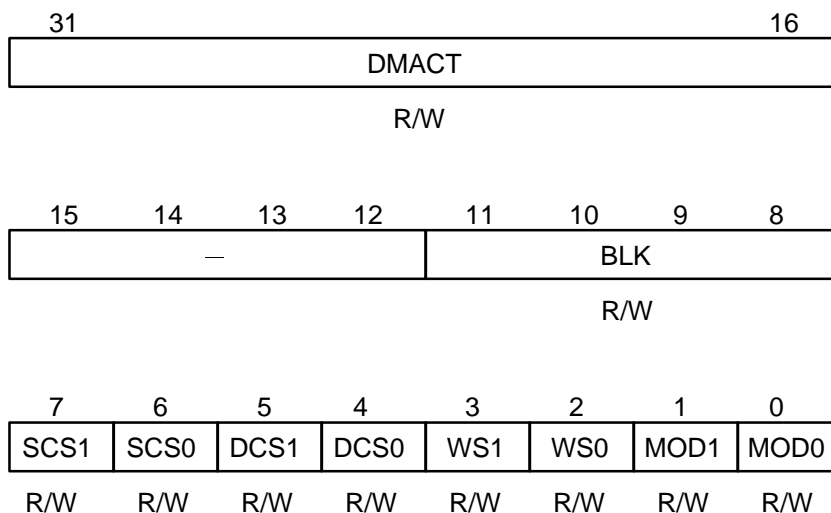 31 16
DMACT
R/W
15 14 13 12 11 10 9 8
– BLK
R/W
7 6 5 4 3 2 1 0
SCS1 SCS0 DCS1 DCS0 WS1 WS0 MOD1 MOD0
R/W R/W R/W R/W R/W R/W R/W R/W